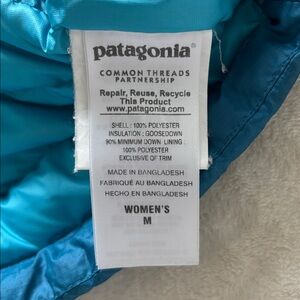 patagonia®
COMMON THREADS
PARTNERSHIP
Repair, Reuse, Recycle
This Product
www.patagonia.com
SHELL : 100% POLYESTER
INSULATION : GOOSEDOWN
90% MINIMUM DOWN LINING :
100% POLYESTER
EXCLUSIVE OF TRIM
MADE IN BANGLADESH
FABRIQUÉ AU BANGLADESH
HECHO EN BANGLADESH
WOMEN'S
M